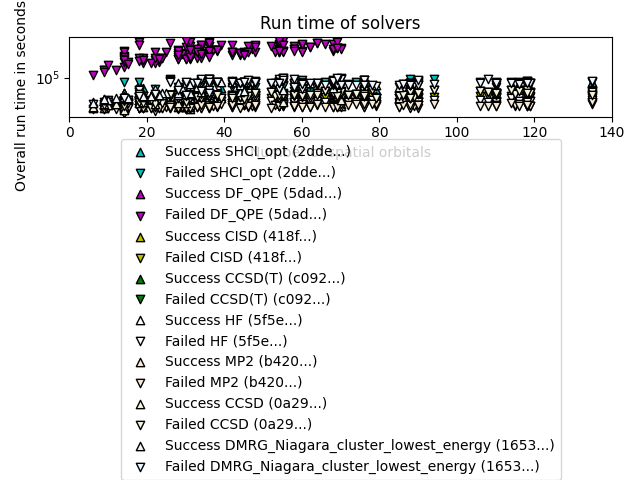 Run time of solvers
Overall run time in seconds
10^5
0 20 40 60 80 100 120 140
spatial orbitals
Success SHCI_opt (2dde...)
Failed SHCI_opt (2dde...)
Success DF_QPE (5dad...)
Failed DF_QPE (5dad...)
Success CISD (418f...)
Failed CISD (418f...)
Success CCSD(T) (c092...)
Failed CCSD(T) (c092...)
Success HF (5f5e...)
Failed HF (5f5e...)
Success MP2 (b420...)
Failed MP2 (b420...)
Success CCSD (0a29...)
Failed CCSD (0a29...)
Success DMRG_Niagara_cluster_lowest_energy (1653...)
Failed DMRG_Niagara_cluster_lowest_energy (1653...)